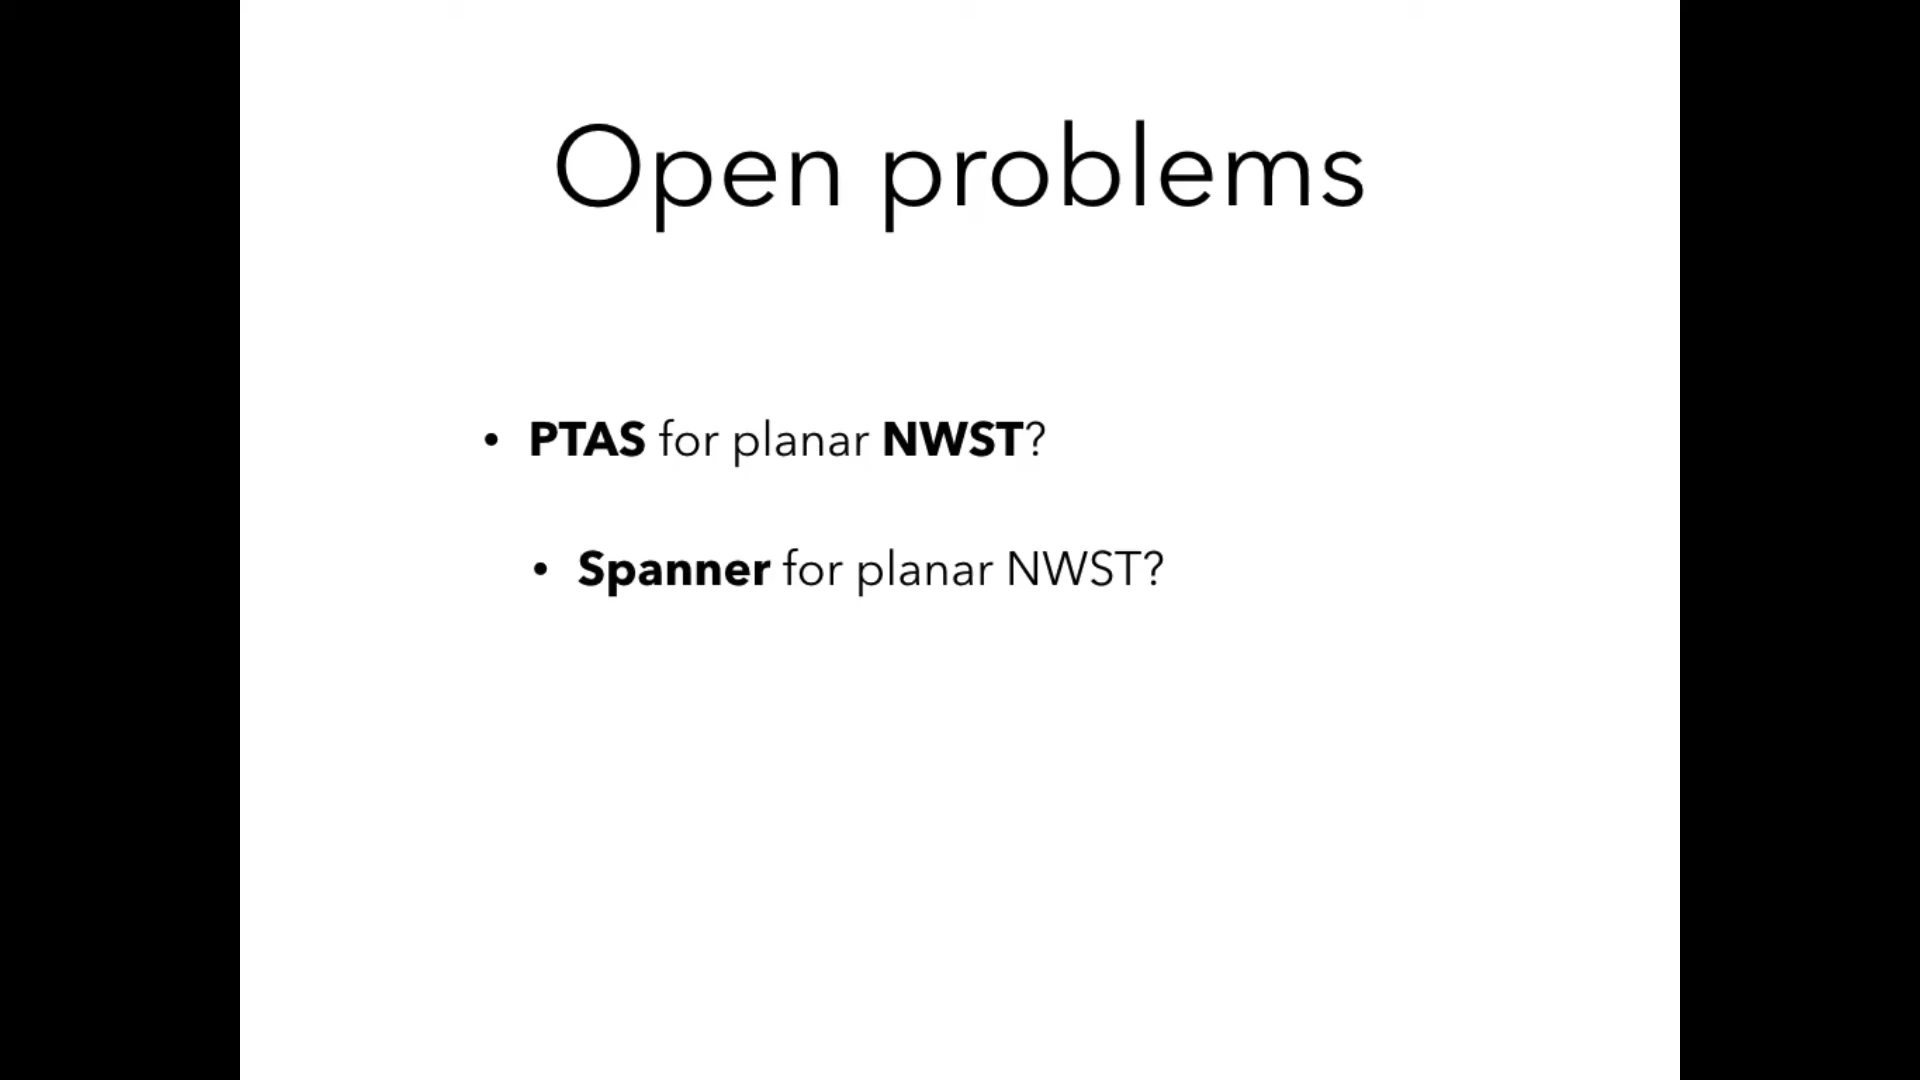 Open problems
• PTAS for planar NWST?
• Spanner for planar NWST?